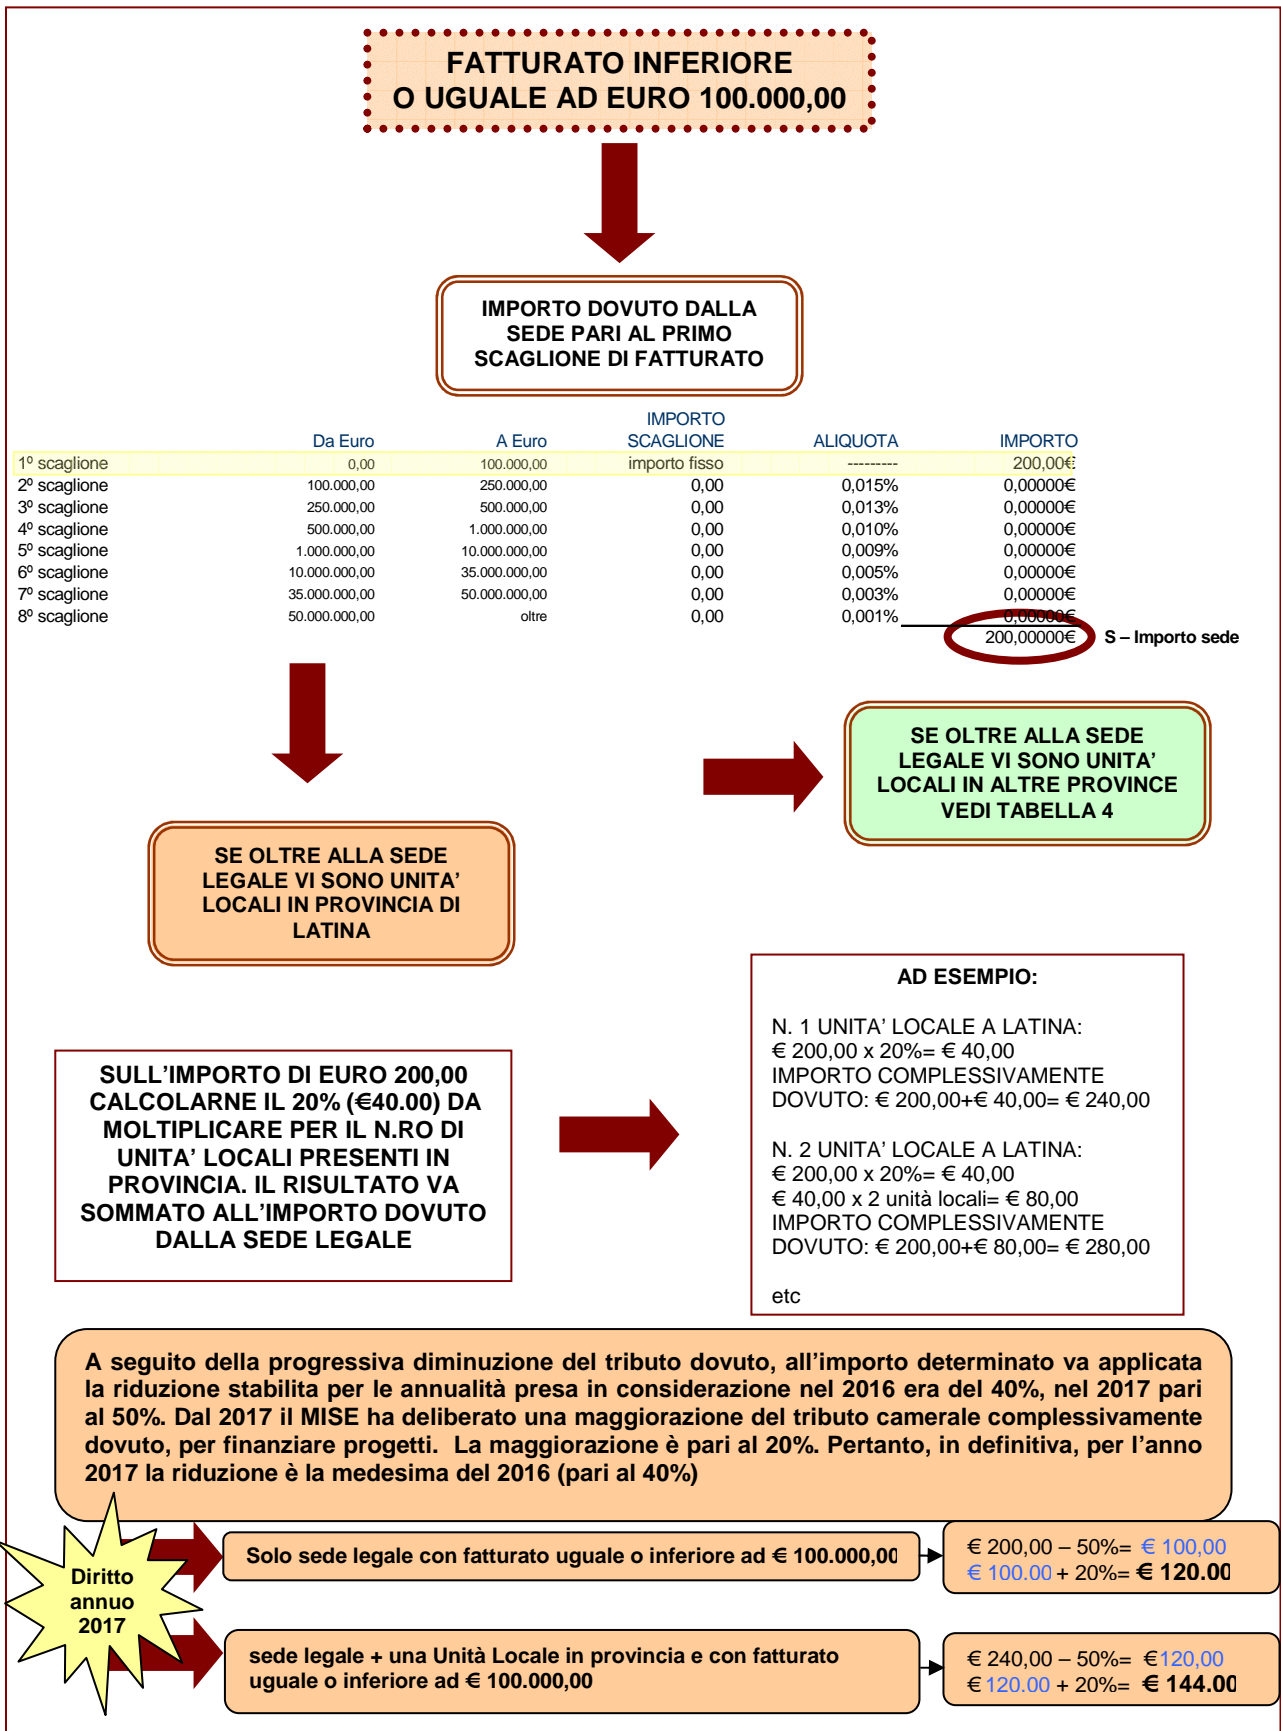 FATTURATO INFERIORE
O UGUALE AD EURO 100.000,00
IMPORTO DOVUTO DALLA
SEDE PARI AL PRIMO
SCAGLIONE DI FATTURATO
Da Euro A Euro IMPORTO SCAGLIONE ALIQUOTA IMPORTO
1º scaglione 0,00 100.000,00 importo fisso --------- 200,00€
2º scaglione 100.000,00 250.000,00 0,00 0,015% 0,00000€
3º scaglione 250.000,00 500.000,00 0,00 0,013% 0,00000€
4º scaglione 500.000,00 1.000.000,00 0,00 0,010% 0,00000€
5º scaglione 1.000.000,00 10.000.000,00 0,00 0,009% 0,00000€
6º scaglione 10.000.000,00 35.000.000,00 0,00 0,005% 0,00000€
7º scaglione 35.000.000,00 50.000.000,00 0,00 0,003% 0,00000€
8º scaglione 50.000.000,00 oltre 0,00 0,001% 0,00000€
200,00000€ S – Importo sede
SE OLTRE ALLA SEDE
LEGALE VI SONO UNITA’
LOCALI IN ALTRE PROVINCE
VEDI TABELLA 4
SE OLTRE ALLA SEDE
LEGALE VI SONO UNITA’
LOCALI IN PROVINCIA DI
LATINA
SULL’IMPORTO DI EURO 200,00
CALCOLARNE IL 20% (€40.00) DA
MOLTIPLICARE PER IL N.RO DI
UNITA’ LOCALI PRESENTI IN
PROVINCIA. IL RISULTATO VA
SOMMATO ALL’IMPORTO DOVUTO
DALLA SEDE LEGALE
AD ESEMPIO:
N. 1 UNITA’ LOCALE A LATINA:
€ 200,00 x 20%= € 40,00
IMPORTO COMPLESSIVAMENTE
DOVUTO: € 200,00+€ 40,00= € 240,00
N. 2 UNITA’ LOCALE A LATINA:
€ 200,00 x 20%= € 40,00
€ 40,00 x 2 unità locali= € 80,00
IMPORTO COMPLESSIVAMENTE
DOVUTO: € 200,00+€ 80,00= € 280,00
etc
A seguito della progressiva diminuzione del tributo dovuto, all’importo determinato va applicata
la riduzione stabilita per le annualità presa in considerazione nel 2016 era del 40%, nel 2017 pari
al 50%. Dal 2017 il MISE ha deliberato una maggiorazione del tributo camerale complessivamente
dovuto, per finanziare progetti. La maggiorazione è pari al 20%. Pertanto, in definitiva, per l’anno
2017 la riduzione è la medesima del 2016 (pari al 40%)
Diritto
annuo
2017
Solo sede legale con fatturato uguale o inferiore ad € 100.000,00
€ 200,00 – 50%= € 100,00
€ 100.00 + 20%= € 120.00
sede legale + una Unità Locale in provincia e con fatturato
uguale o inferiore ad € 100.000,00
€ 240,00 – 50%= €120,00
€ 120.00 + 20%= € 144.00